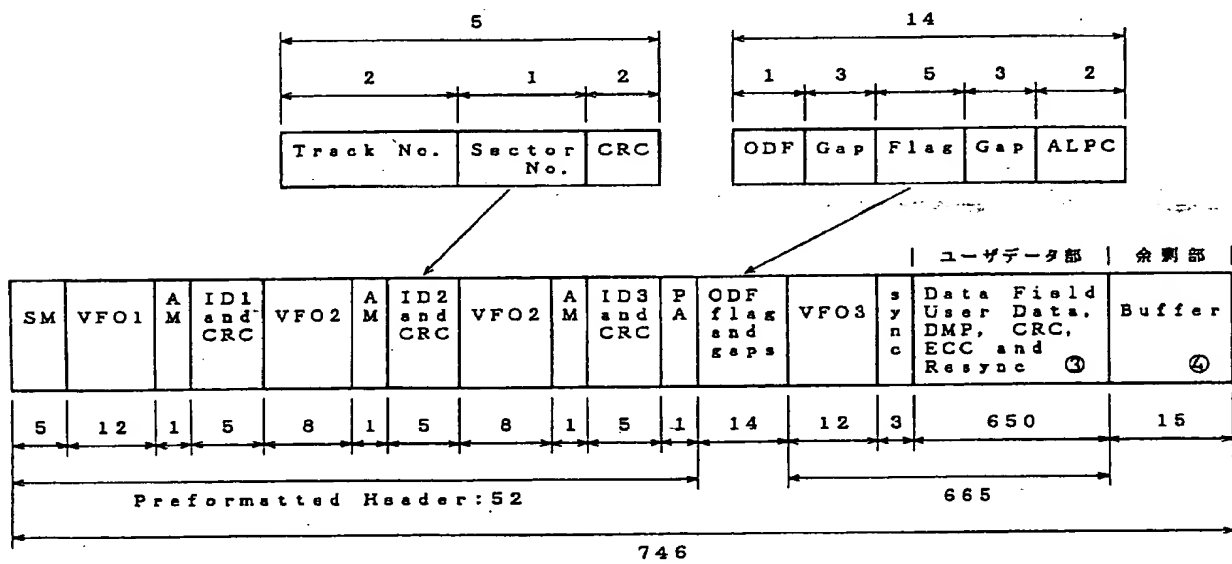 5
14
2 1 2
1 3 5 3 2
Track No.
Sector No.
CRC
ODF
Gap
Flag
Gap
ALPC
ユーザデータ部
余剰部
SM
VFO1
AM
ID1 and CRC
VFO2
AM
ID2 and CRC
VFO2
AM
ID3 and CRC
PA
ODF flag and gaps
VFO3
sync
Data Field
User Data,
DMP, CRC,
ECC and
Resync ③
Buffer
④
5 12 1 5 8 1 5 8 1 5 1 14 12 3 650 15
Preformatted Header:52
665
746